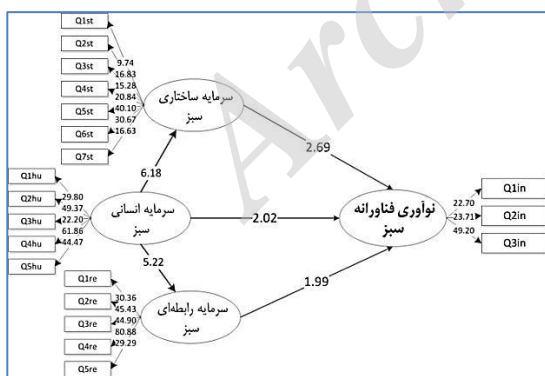 Q1st
Q2st
Q3st
Q4st
Q5st
Q6st
Q7st
9.74
16.83
15.28
20.84
40.10
30.67
16.63
سرمایه ساختاری
سبز
6.18
2.69
Q1hu
Q2hu
Q3hu
Q4hu
Q5hu
29.80
49.37
22.20
61.86
44.47
سرمایه انسانی
سبز
2.02
نوآوری فناورانه
سبز
22.70
23.71
49.20
Q1in
Q2in
Q3in
5.22
1.99
Q1re
Q2re
Q3re
Q4re
Q5re
30.36
45.43
44.90
80.88
29.29
سرمایه رابطه‌ای
سبز